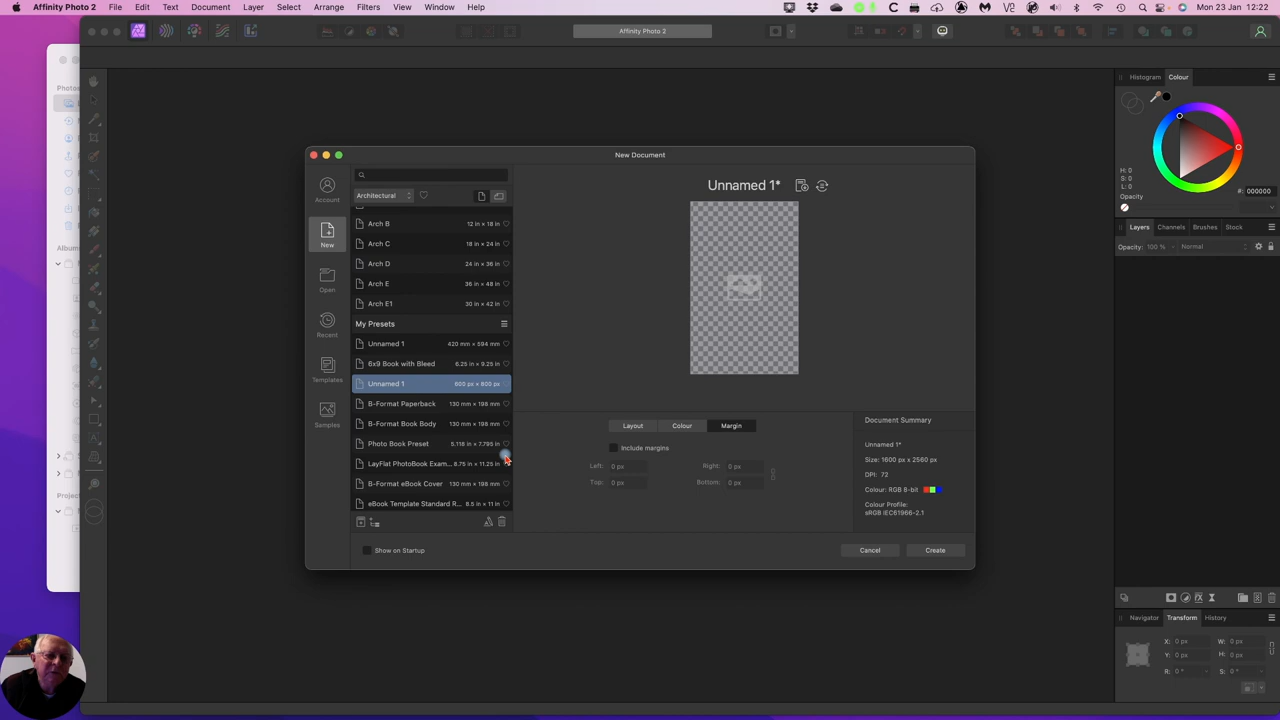 Affinity Photo 2 File Edit Text Document Layer Select Arrange Filters View Window Help Mon 23 Jan 12:22
Affinity Photo 2
Histogram Colour
H: 0
S: 0
L: 0
#: 000000
Opacity
Layers Channels Brushes Stock
Opacity: 100 % Normal
Photos
Albums
Project
New Document
Account
New
Open
Recent
Templates
Samples
Architectural
Arch B 12 in × 18 in
Arch C 18 in × 24 in
Arch D 24 in × 36 in
Arch E 36 in × 48 in
Arch E1 30 in × 42 in
My Presets
Unnamed 1 420 mm × 594 mm
6x9 Book with Bleed 6.25 in × 9.25 in
Unnamed 1 600 px × 800 px
B-Format Paperback 130 mm × 198 mm
B-Format Book Body 130 mm × 198 mm
Photo Book Preset 5.118 in × 7.795 in
LayFlat PhotoBook Exam... 8.75 in × 11.25 in
B-Format eBook Cover 130 mm × 198 mm
eBook Template Standard R... 8.5 in × 11 in
Show on Startup
Unnamed 1*
Layout Colour Margin
Include margins
Left: 0 px Right: 0 px
Top: 0 px Bottom: 0 px
Document Summary
Unnamed 1*
Size: 1600 px × 2560 px
DPI: 72
Colour: RGB 8-bit
Colour Profile:
sRGB IEC61966-2.1
Cancel Create
Navigator Transform History
X: 0 px W: 0 px
Y: 0 px H: 0 px
R: 0 ° S: 0 °